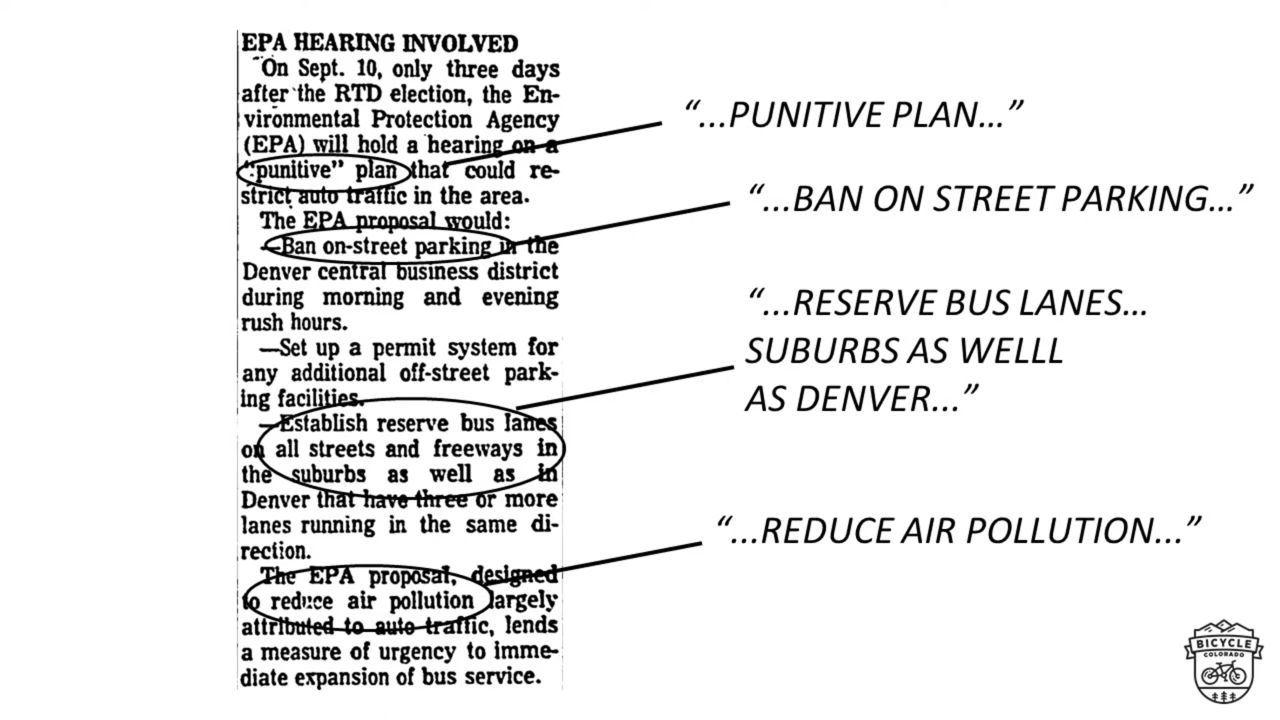 EPA HEARING INVOLVED
On Sept. 10, only three days
after the RTD election, the En-
vironmental Protection Agency
(EPA) will hold a hearing on a
"punitive" plan that could re-
strict auto traffic in the area.
The EPA proposal would:
—Ban on-street parking in the
Denver central business district
during morning and evening
rush hours.
—Set up a permit system for
any additional off-street park-
ing facilities.
—Establish reserve bus lanes
on all streets and freeways in
the suburbs as well as in
Denver that have three or more
lanes running in the same di-
rection.
The EPA proposal, designed
to reduce air pollution largely
attributed to auto traffic, lends
a measure of urgency to imme-
diate expansion of bus service.
“...PUNITIVE PLAN...”
“...BAN ON STREET PARKING...”
“...RESERVE BUS LANES...
SUBURBS AS WELLL
AS DENVER...”
“...REDUCE AIR POLLUTION...”
BICYCLE
COLORADO